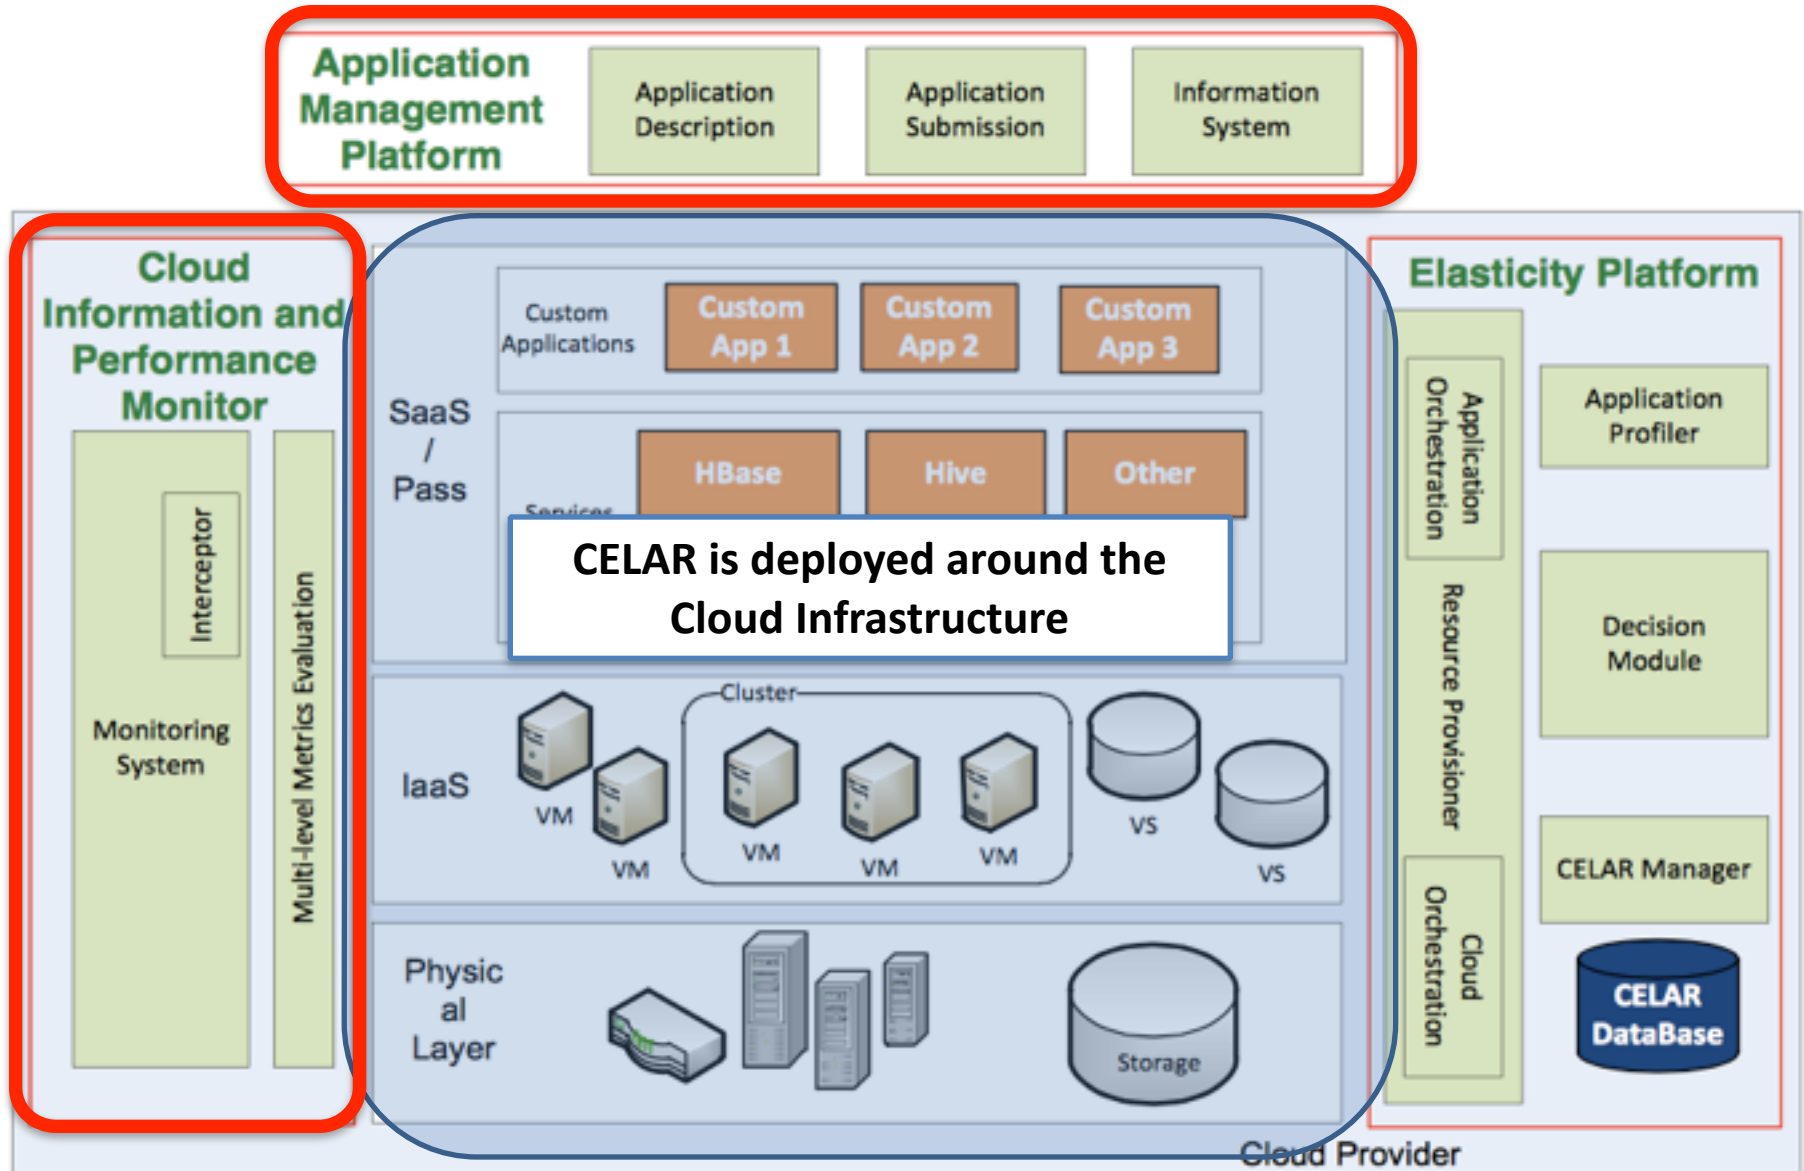 Application
Management
Platform
Application
Description
Application
Submission
Information
System
Cloud
Information and
Performance
Monitor
Monitoring
System
Interceptor
Multi-level Metrics Evaluation
SaaS
/
Pass
Custom
Applications
Custom
App 1
Custom
App 2
Custom
App 3
Services
HBase
Hive
Other
CELAR is deployed around the
Cloud Infrastructure
IaaS
Cluster
VM
VM
VM
VM
VM
VS
VS
Physic
al
Layer
Storage
Elasticity Platform
Application
Orchestration
Resource Provisioner
Cloud
Orchestration
Application
Profiler
Decision
Module
CELAR Manager
CELAR
DataBase
Cloud Provider